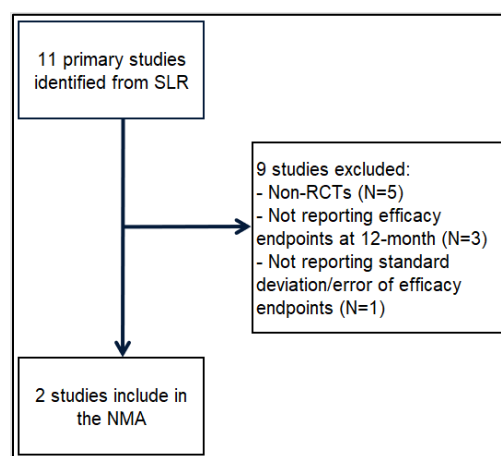 11 primary studies
identified from SLR
9 studies excluded:
- Non-RCTs (N=5)
- Not reporting efficacy
endpoints at 12-month (N=3)
- Not reporting standard
deviation/error of efficacy
endpoints (N=1)
2 studies include in
the NMA